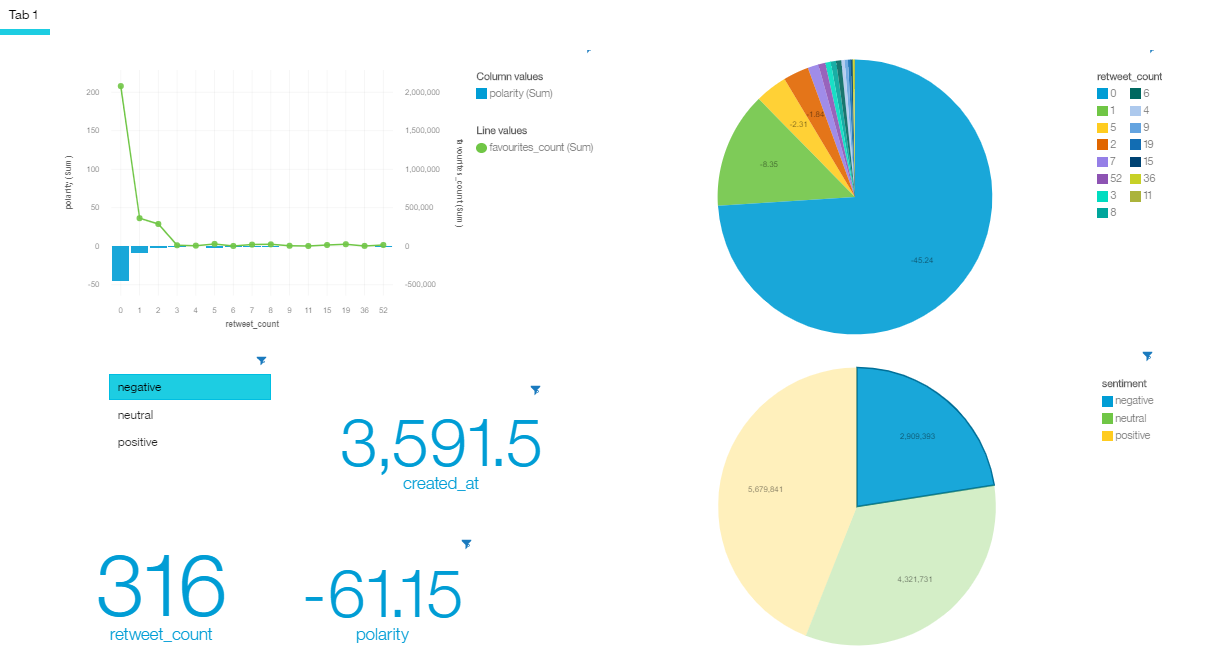 Tab 1
Column values
polarity (Sum)
Line values
favourites_count (Sum)
polarity (Sum)
200
150
100
50
0
-50
2,000,000
1,500,000
1,000,000
500,000
0
-500,000
favourites_count (Sum)
0 1 2 3 4 5 6 7 8 9 11 15 19 36 52
retweet_count
-1.84
-2.31
-8.35
-45.24
retweet_count
0 6
1 4
5 9
2 19
7 15
52 36
3 11
8
negative
neutral
positive
3,591.5
created_at
316
retweet_count
-61.15
polarity
2,909,393
5,679,841
4,321,731
sentiment
negative
neutral
positive